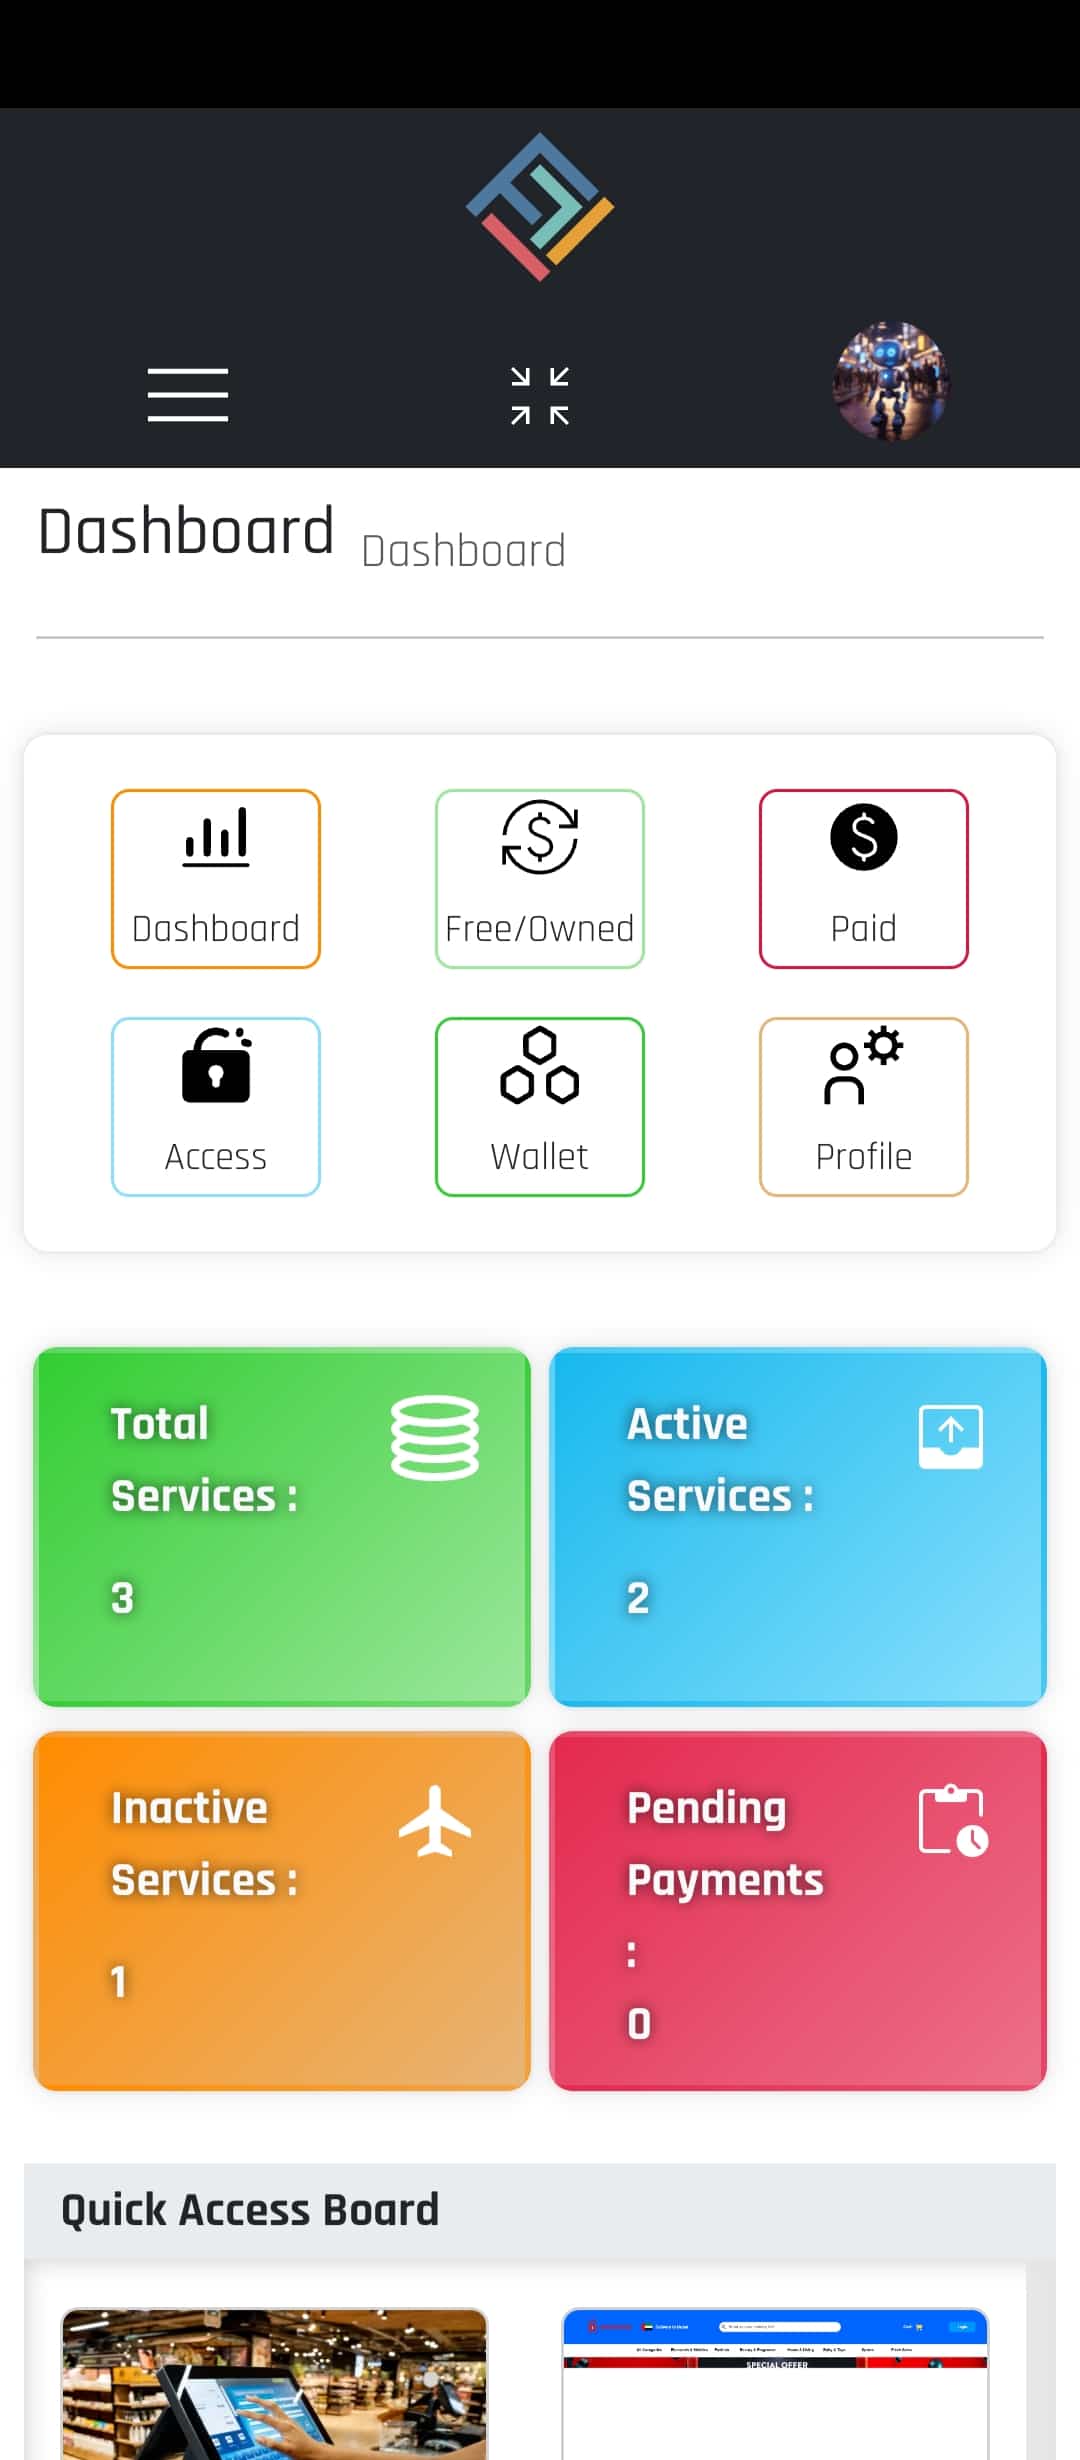 Dashboard Dashboard
Dashboard
Free/Owned
Paid
Access
Wallet
Profile
Total
Services :
3
Active
Services :
2
Inactive
Services :
1
Pending
Payments
:
0
Quick Access Board
SPECIAL OFFER